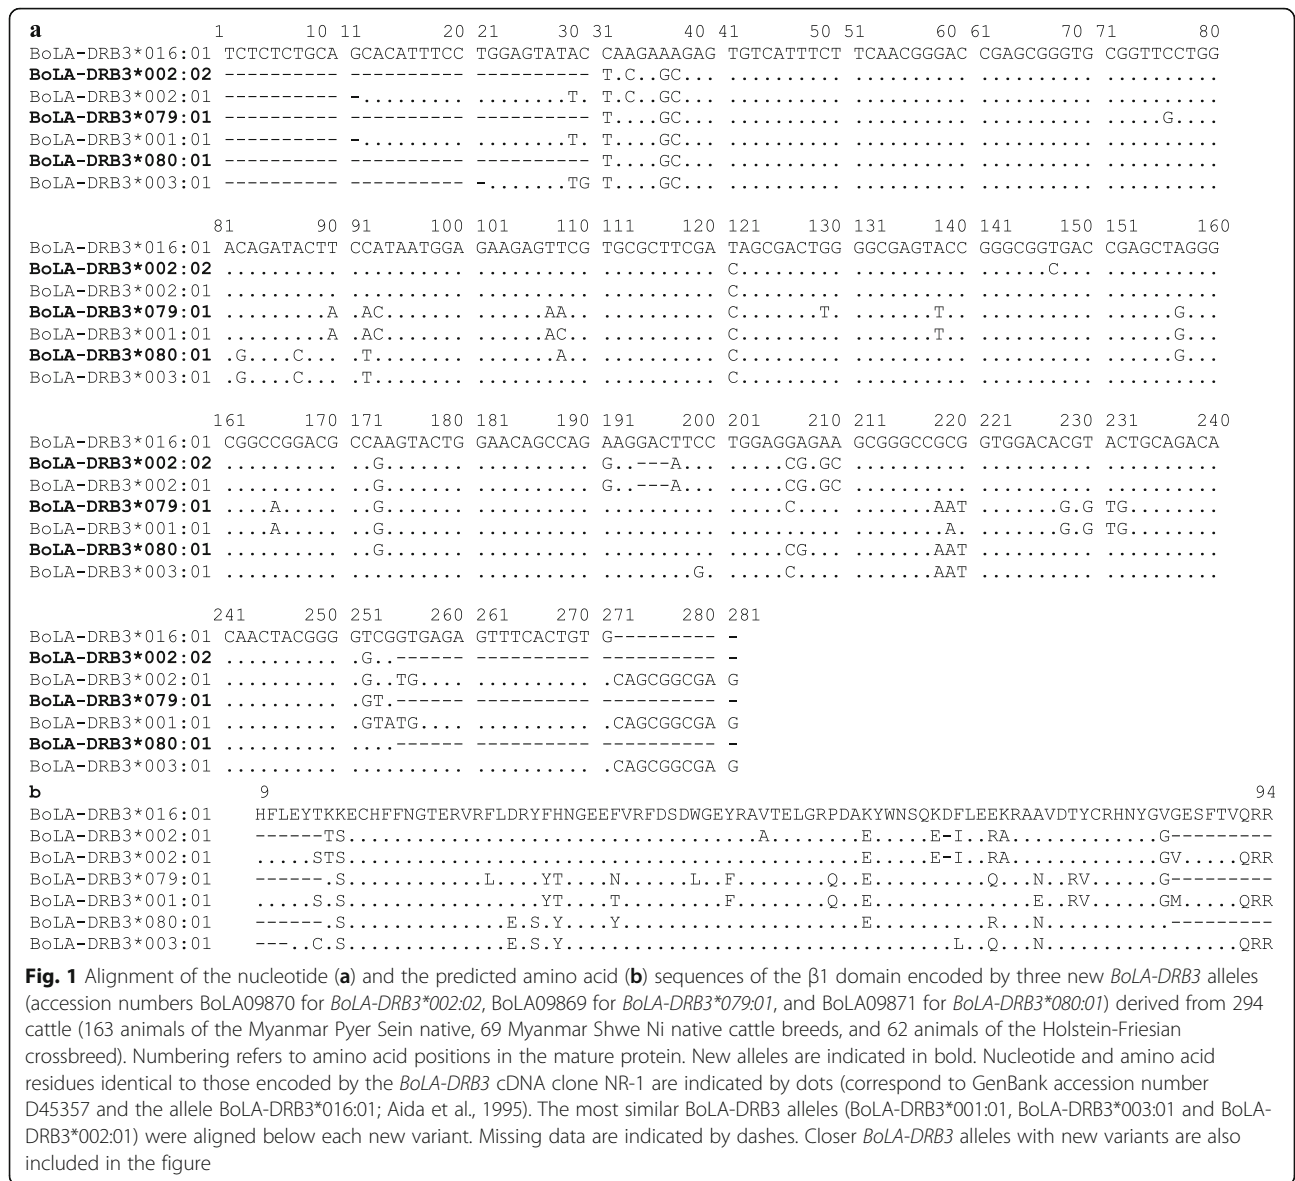 a
1 10 11 20 21 30 31 40 41 50 51 60 61 70 71 80
BoLA-DRB3*016:01 TCTCTCTGCA GCACATTTCC TGGAGTATAC CAAGAAAGAG TGTCATTTCT TCAACGGGAC CGAGCGGGTG CGGTTCCTGG
BoLA-DRB3*002:02 ---------- ---------- ---------- T.C..GC... .......... .......... .......... ..........
BoLA-DRB3*002:01 ---------- -......... ........T. T.C..GC... .......... .......... .......... ..........
BoLA-DRB3*079:01 ---------- ---------- ---------- T....GC... .......... .......... .......... .....G....
BoLA-DRB3*001:01 ---------- -......... ........T. T....GC... .......... .......... .......... ..........
BoLA-DRB3*080:01 ---------- ---------- ---------- T....GC... .......... .......... .......... ..........
BoLA-DRB3*003:01 ---------- ---------- -.......TG T....GC... .......... .......... .......... ..........
81 90 91 100 101 110 111 120 121 130 131 140 141 150 151 160
BoLA-DRB3*016:01 ACAGATACTT CCATAATGGA GAAGAGTTCG TGCGCTTCGA TAGCGACTGG GGCGAGTACC GGGCGGTGAC CGAGCTAGGG
BoLA-DRB3*002:02 .......... .......... .......... .......... C......... .......... ......C... ..........
BoLA-DRB3*002:01 .......... .......... .......... .......... C......... .......... .......... ..........
BoLA-DRB3*079:01 .........A .AC....... ......AA.. .......... C.......T. .......T.. .......... ......G...
BoLA-DRB3*001:01 .........A .AC....... ......AC.. .......... C......... .......T.. .......... ......G...
BoLA-DRB3*080:01 .G....C... .T........ .......A.. .......... C......... .......... .......... ......G...
BoLA-DRB3*003:01 .G....C... .T........ .......... .......... C......... .......... .......... ..........
161 170 171 180 181 190 191 200 201 210 211 220 221 230 231 240
BoLA-DRB3*016:01 CGGCCGGACG CCAAGTACTG GAACAGCCAG AAGGACTTCC TGGAGGAGAA GCGGGCCGCG GTGGACACGT ACTGCAGACA
BoLA-DRB3*002:02 .......... ..G....... .......... G..---A... .....CG.GC .......... .......... ..........
BoLA-DRB3*002:01 .......... ..G....... .......... G..---A... .....CG.GC .......... .......... ..........
BoLA-DRB3*079:01 .....A.... ..G....... .......... .......... .....C.... .......AAT .......G.G TG........
BoLA-DRB3*001:01 .....A.... ..G....... .......... .......... .......... ........A. .......G.G TG........
BoLA-DRB3*080:01 .......... ..G....... .......... .......... .....CG... .......AAT .......... ..........
BoLA-DRB3*003:01 .......... .......... .......... ........G. .....C.... .......AAT .......... ..........
241 250 251 260 261 270 271 280 281
BoLA-DRB3*016:01 CAACTACGGG GTCGGTGAGA GTTTCACTGT G--------- -
BoLA-DRB3*002:02 .......... .G..------ ---------- ---------- -
BoLA-DRB3*002:01 .......... .G..TG.... .......... .CAGCGGCGA G
BoLA-DRB3*079:01 .......... .GT.------ ---------- ---------- -
BoLA-DRB3*001:01 .......... .GTATG.... .......... .CAGCGGCGA G
BoLA-DRB3*080:01 .......... ....------ ---------- ---------- -
BoLA-DRB3*003:01 .......... .......... .......... .CAGCGGCGA G
b 9 94
BoLA-DRB3*016:01 HFLEYTKKECHFFNGTERVRFLDRYFHNGEEFVRFDSDWGEYRAVTELGRPDAKYWNSQKDFLEEKRAAVDTYCRHNYGVGESFTVQRR
BoLA-DRB3*002:01 ------TS....................................A........E.....E-I..RA.............G---------
BoLA-DRB3*002:01 .....STS.............................................E.....E-I..RA.............GV.....QRR
BoLA-DRB3*079:01 ------.S............L....YT....N......L..F........Q..E..........Q...N..RV......G---------
BoLA-DRB3*001:01 .....S.S.................YT....T.........F........Q..E..............E..RV......GM.....QRR
BoLA-DRB3*080:01 ------.S..............E.S.Y....Y.....................E..........R...N...........---------
BoLA-DRB3*003:01 ---..C.S..............E.S.Y...................................L..Q...N.................QRR
Fig. 1 Alignment of the nucleotide (a) and the predicted amino acid (b) sequences of the β1 domain encoded by three new BoLA-DRB3 alleles
(accession numbers BoLA09870 for BoLA-DRB3*002:02, BoLA09869 for BoLA-DRB3*079:01, and BoLA09871 for BoLA-DRB3*080:01) derived from 294
cattle (163 animals of the Myanmar Pyer Sein native, 69 Myanmar Shwe Ni native cattle breeds, and 62 animals of the Holstein-Friesian
crossbreed). Numbering refers to amino acid positions in the mature protein. New alleles are indicated in bold. Nucleotide and amino acid
residues identical to those encoded by the BoLA-DRB3 cDNA clone NR-1 are indicated by dots (correspond to GenBank accession number
D45357 and the allele BoLA-DRB3*016:01; Aida et al., 1995). The most similar BoLA-DRB3 alleles (BoLA-DRB3*001:01, BoLA-DRB3*003:01 and BoLA-
DRB3*002:01) were aligned below each new variant. Missing data are indicated by dashes. Closer BoLA-DRB3 alleles with new variants are also
included in the figure